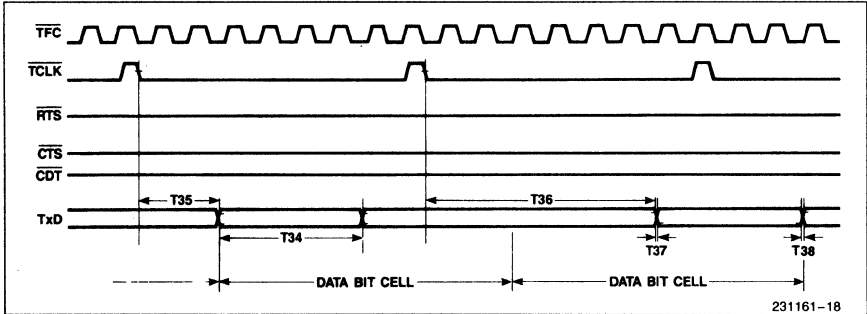 TFC
TCLK
RTS
CTS
CDT
T35
T36
TxD
T34
T37
T38
DATA BIT CELL
DATA BIT CELL
231161-18